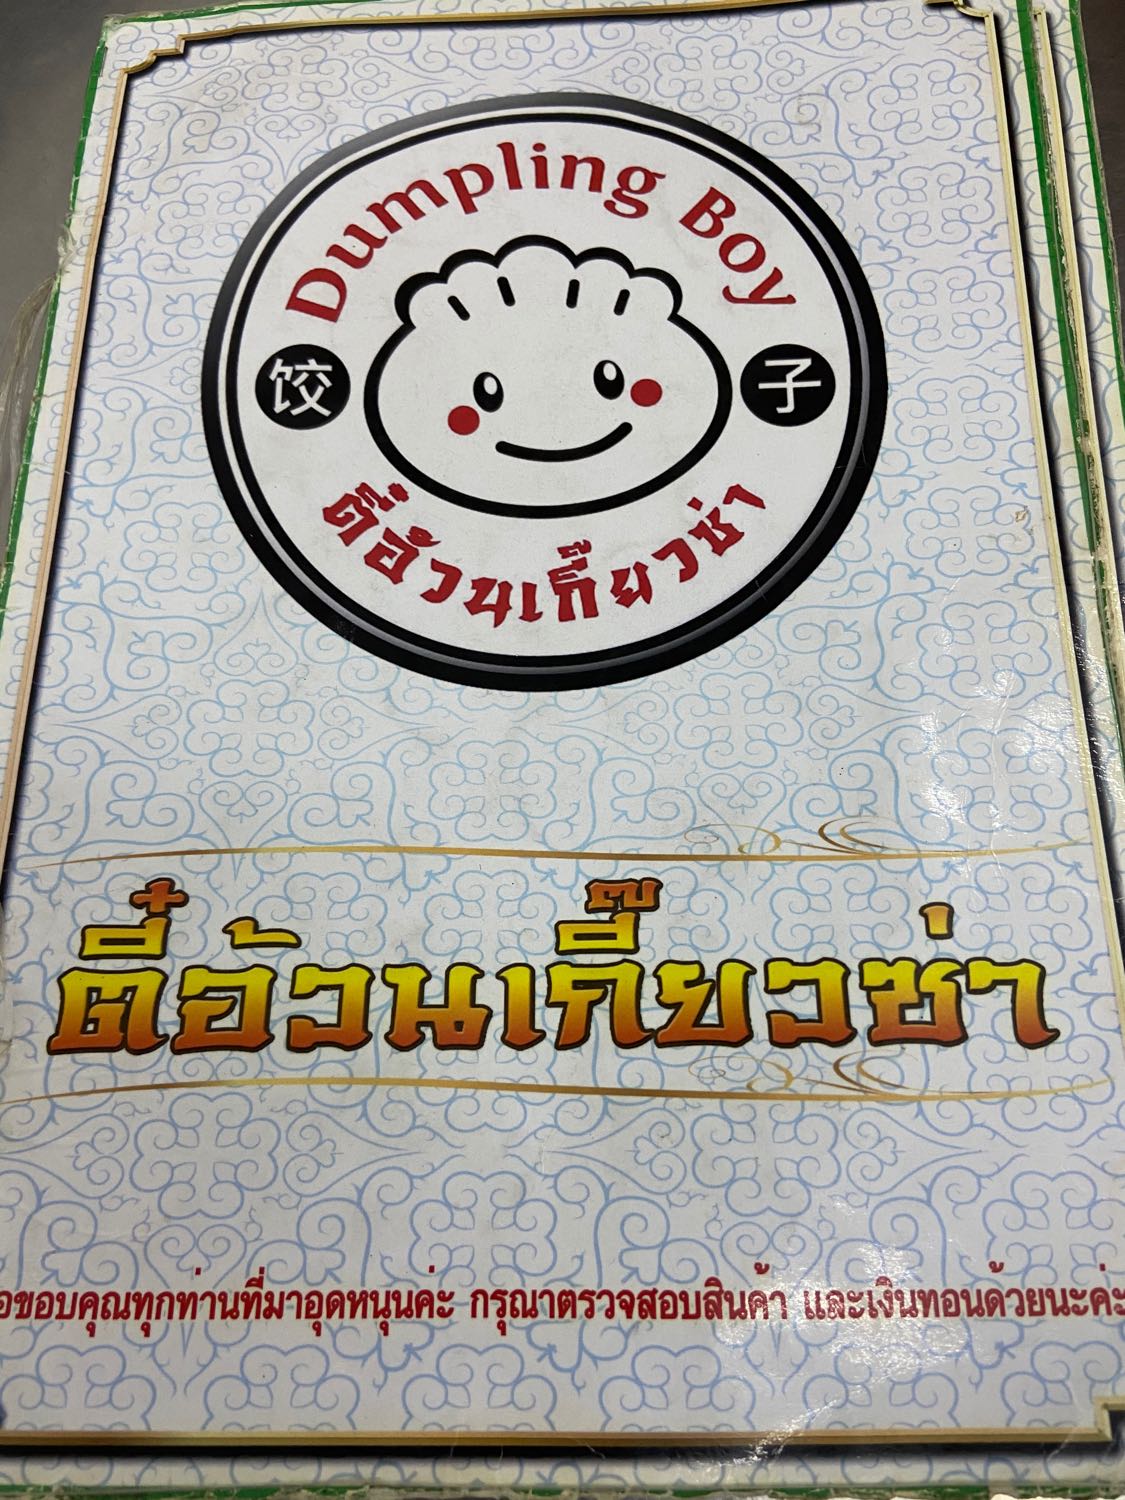 Dumpling Boy
饺 子
ตี๋อ้วนเกี๊ยวซ่า
ตี๋อ้วนเกี๊ยวซ่า
ขอบคุณทุกท่านที่มาอุดหนุนค่ะ กรุณาตรวจสอบสินค้า และเงินทอนด้วยนะค่ะ